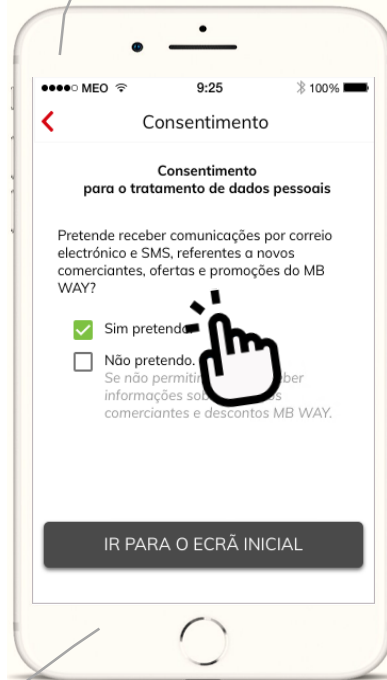 MEO 9:25 100%
Consentimento
Consentimento
para o tratamento de dados pessoais
Pretende receber comunicações por correio
electrónico e SMS, referentes a novos
comerciantes, ofertas e promoções do MB
WAY?
Sim pretendo.
Não pretendo.
Se não permitir
informações
comerciantes e descontos MB WAY.
IR PARA O ECRÃ INICIAL